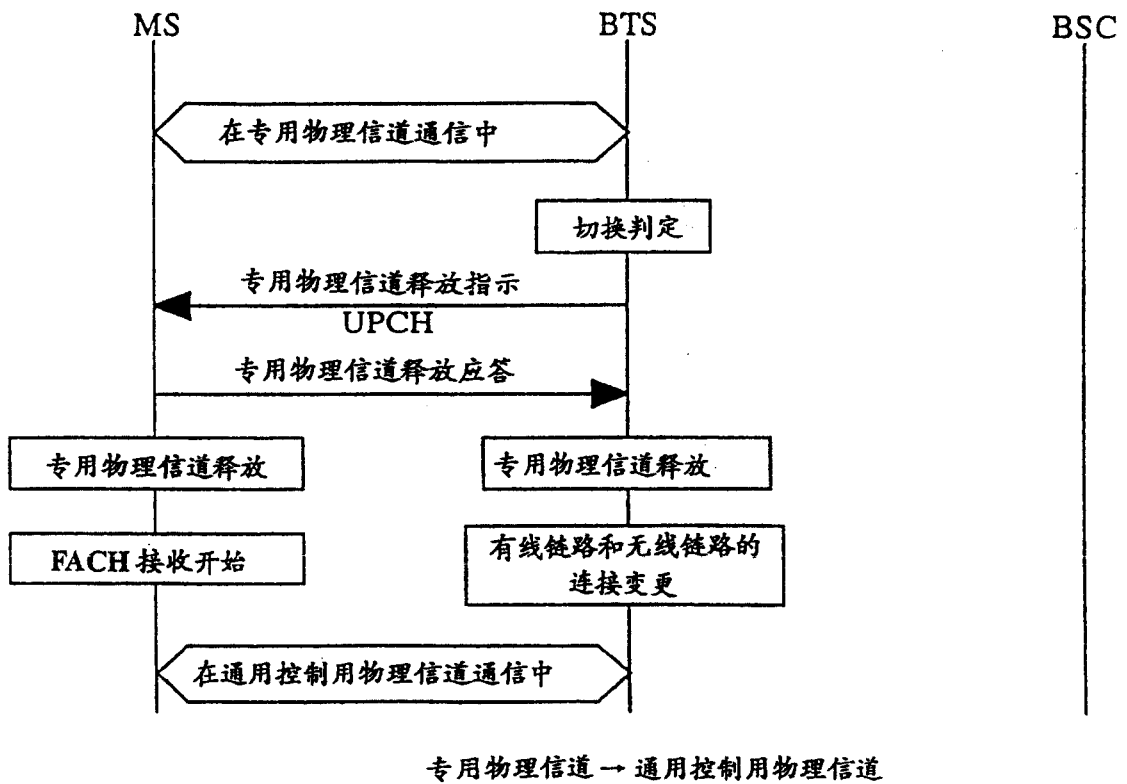 MS BTS BSC
在专用物理信道通信中
切换判定
专用物理信道释放指示
UPCH
专用物理信道释放应答
专用物理信道释放 专用物理信道释放
FACH 接收开始
有线链路和无线链路的
连接变更
在通用控制用物理信道通信中
专用物理信道 → 通用控制用物理信道